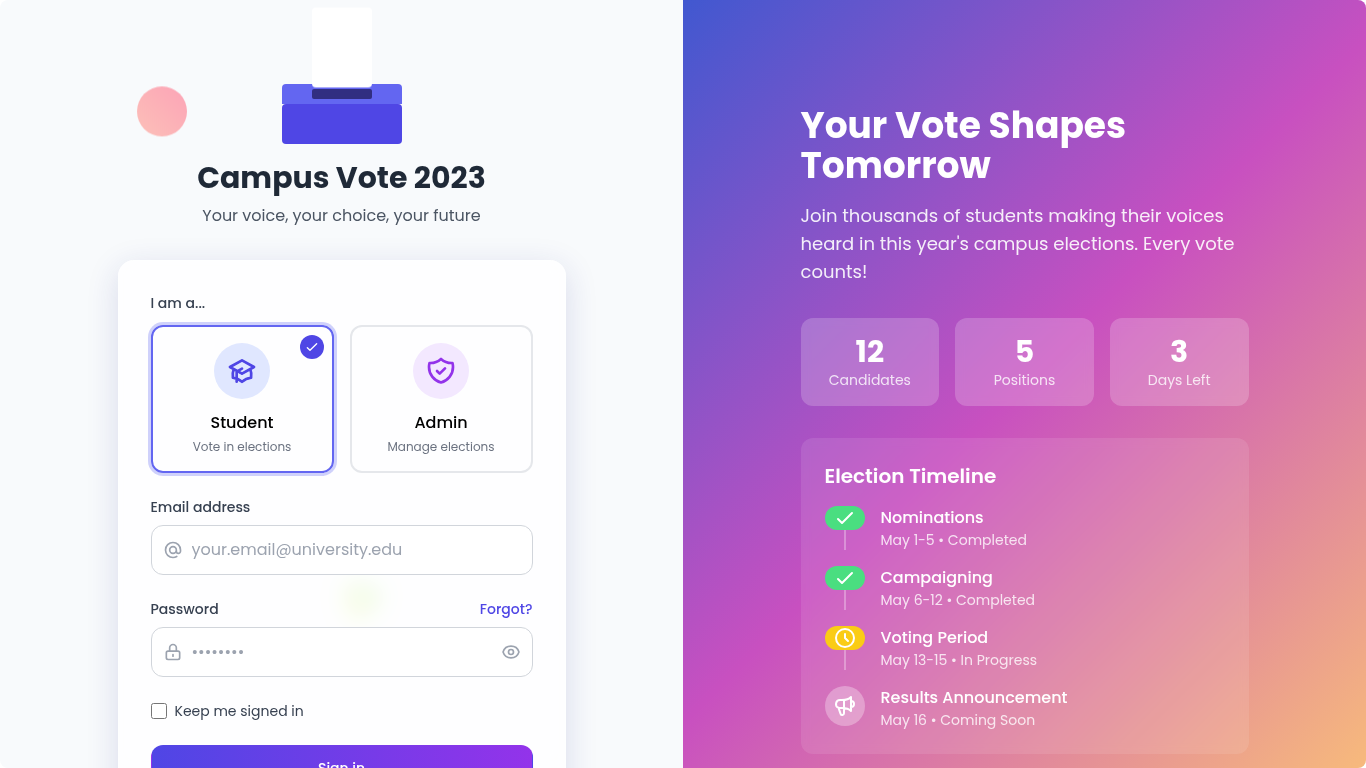 Campus Vote 2023
Your voice, your choice, your future
I am a...
Student
Vote in elections
Admin
Manage elections
Email address
your.email@university.edu
Password
Forgot?
••••••••
Keep me signed in
Sign in
Your Vote Shapes
Tomorrow
Join thousands of students making their voices
heard in this year's campus elections. Every vote
counts!
12
Candidates
5
Positions
3
Days Left
Election Timeline
Nominations
May 1-5 • Completed
Campaigning
May 6-12 • Completed
Voting Period
May 13-15 • In Progress
Results Announcement
May 16 • Coming Soon